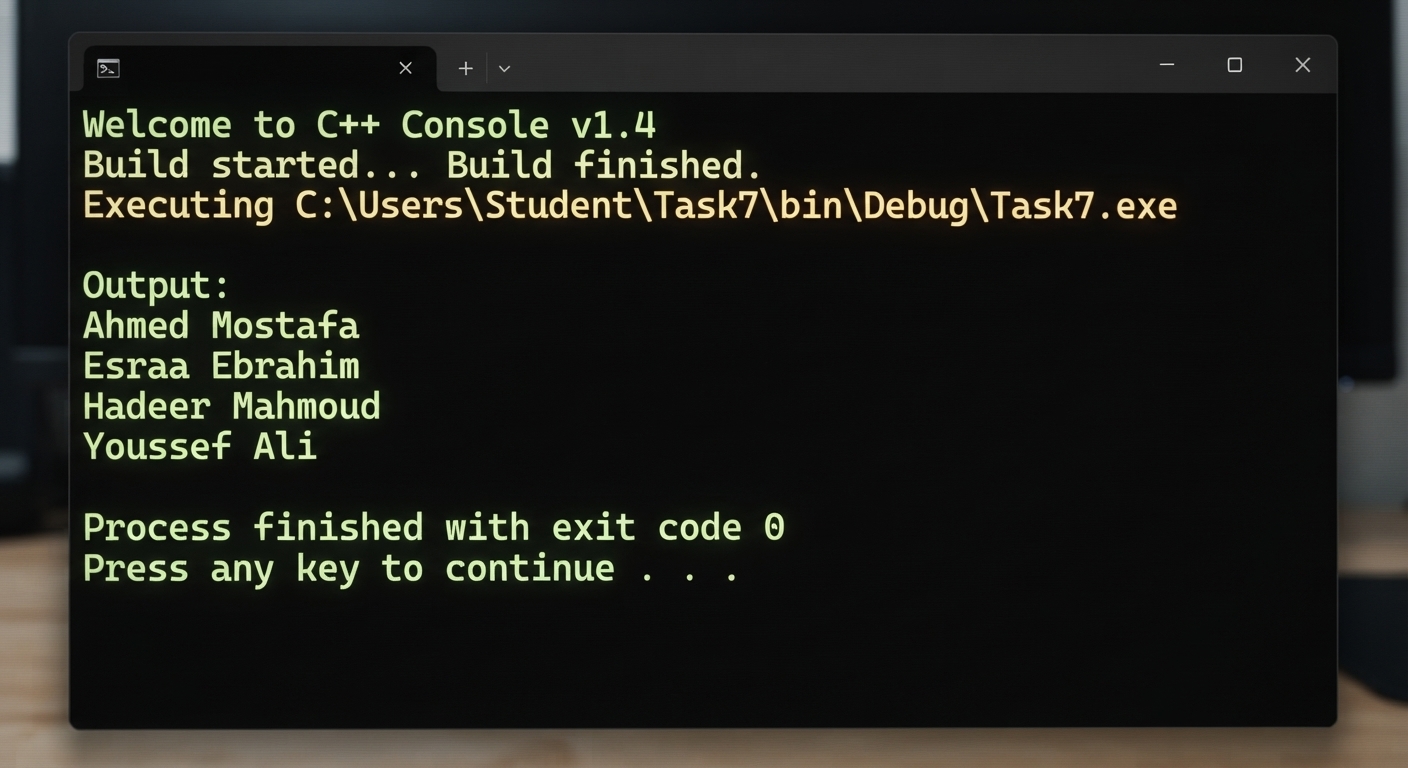 Welcome to C++ Console v1.4
Build started... Build finished.
Executing C:\Users\Student\Task7\bin\Debug\Task7.exe
Output:
Ahmed Mostafa
Esraa Ebrahim
Hadeer Mahmoud
Youssef Ali
Process finished with exit code 0
Press any key to continue . . .